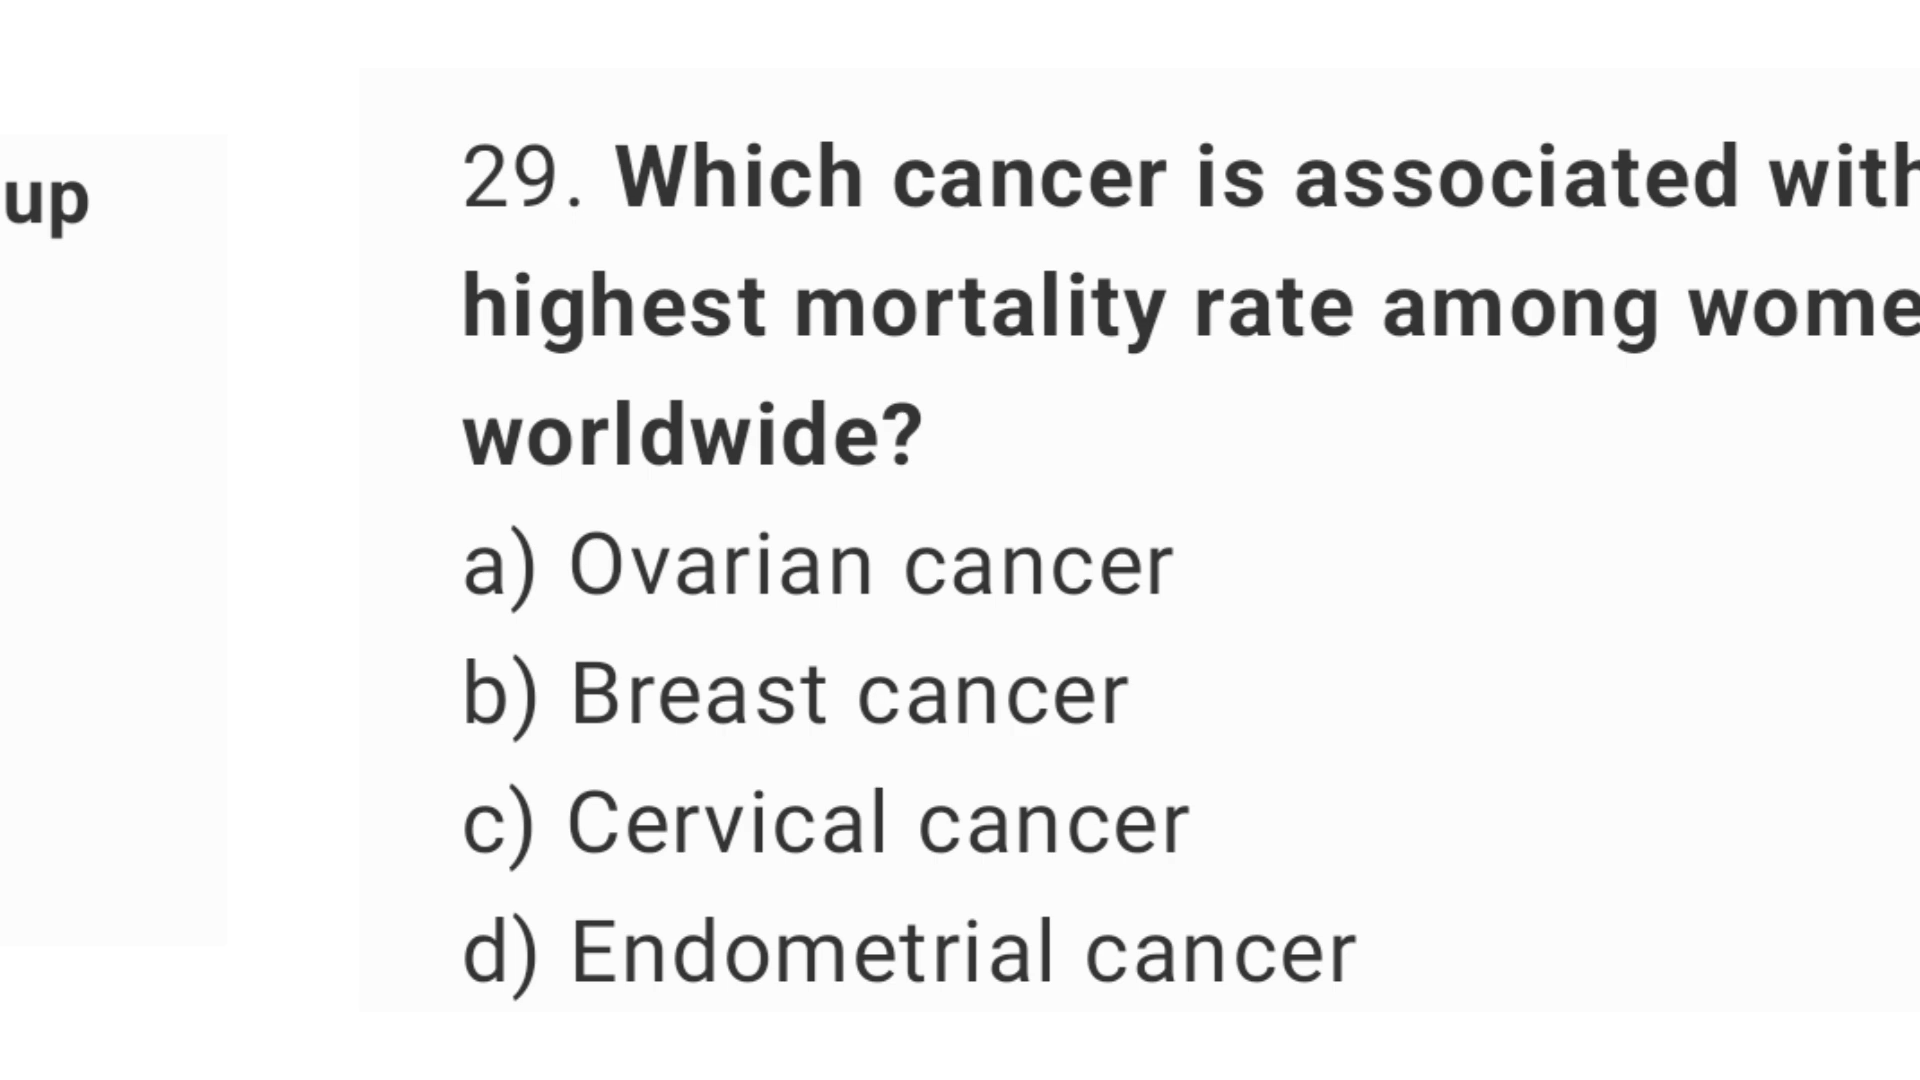 up
29. Which cancer is associated with
highest mortality rate among wome
worldwide?
a) Ovarian cancer
b) Breast cancer
c) Cervical cancer
d) Endometrial cancer